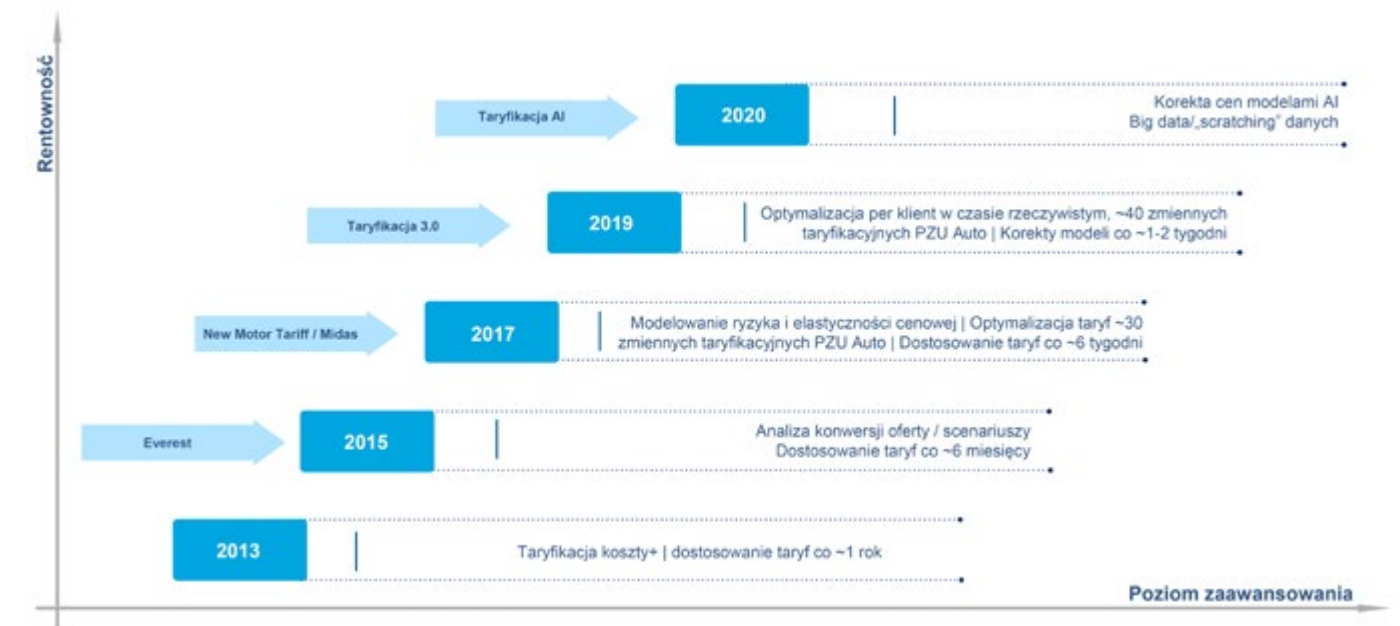 Rentowność
Taryfikacja AI
2020
Korekta cen modelami AI
Big data/„scratching" danych
Taryfikacja 3.0
2019
Optymalizacja per klient w czasie rzeczywistym, ~40 zmiennych
taryfikacyjnych PZU Auto | Korekty modeli co ~1-2 tygodni
New Motor Tariff / Midas
2017
Modelowanie ryzyka i elastyczności cenowej | Optymalizacja taryf ~30
zmiennych taryfikacyjnych PZU Auto | Dostosowanie taryf co ~6 tygodni
Everest
2015
Analiza konwersji oferty / scenariuszy
Dostosowanie taryf co ~6 miesięcy
2013
Taryfikacja koszty+ | dostosowanie taryf co ~1 rok
Poziom zaawansowania